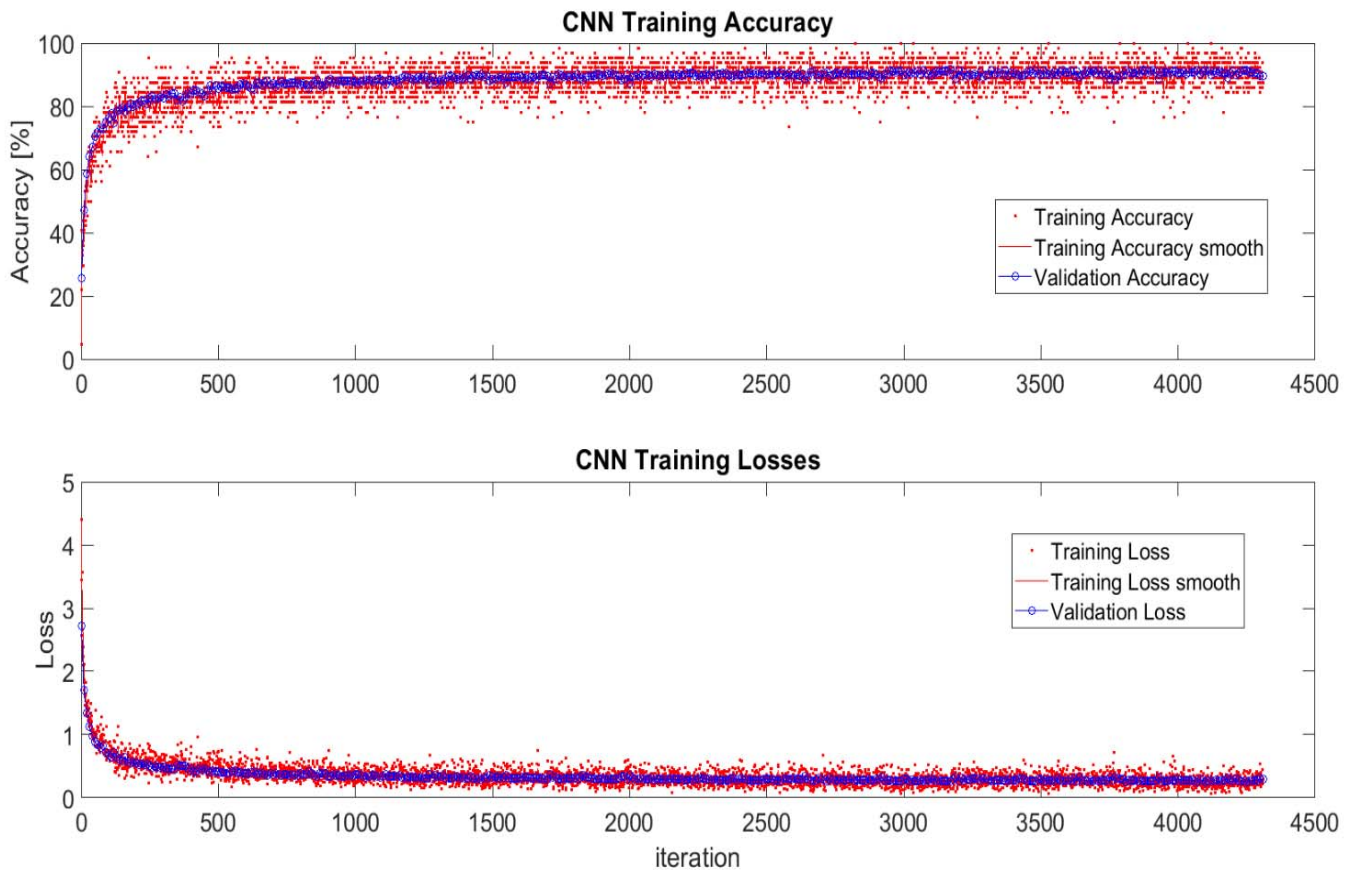 CNN Training Accuracy
100
80
60
40
20
0
Accuracy [%]
Training Accuracy
Training Accuracy smooth
Validation Accuracy
0 500 1000 1500 2000 2500 3000 3500 4000 4500
CNN Training Losses
5
4
3
2
1
0
Loss
Training Loss
Training Loss smooth
Validation Loss
0 500 1000 1500 2000 2500 3000 3500 4000 4500
iteration